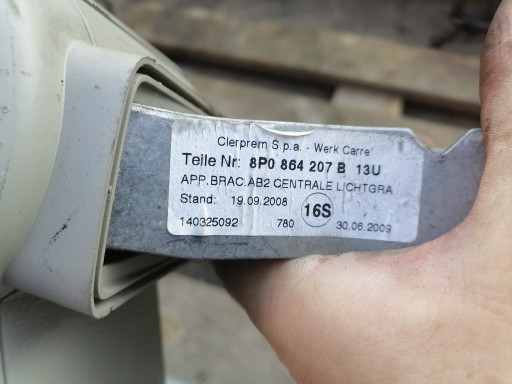 Clerprem S.p.a. - Werk Carre'
Teile Nr: 8P0 864 207 B 13U
APP.BRAC.AB2 CENTRALE LICHTGRA
Stand: 19.09.2008 16S
140325092 780 30.06.2009